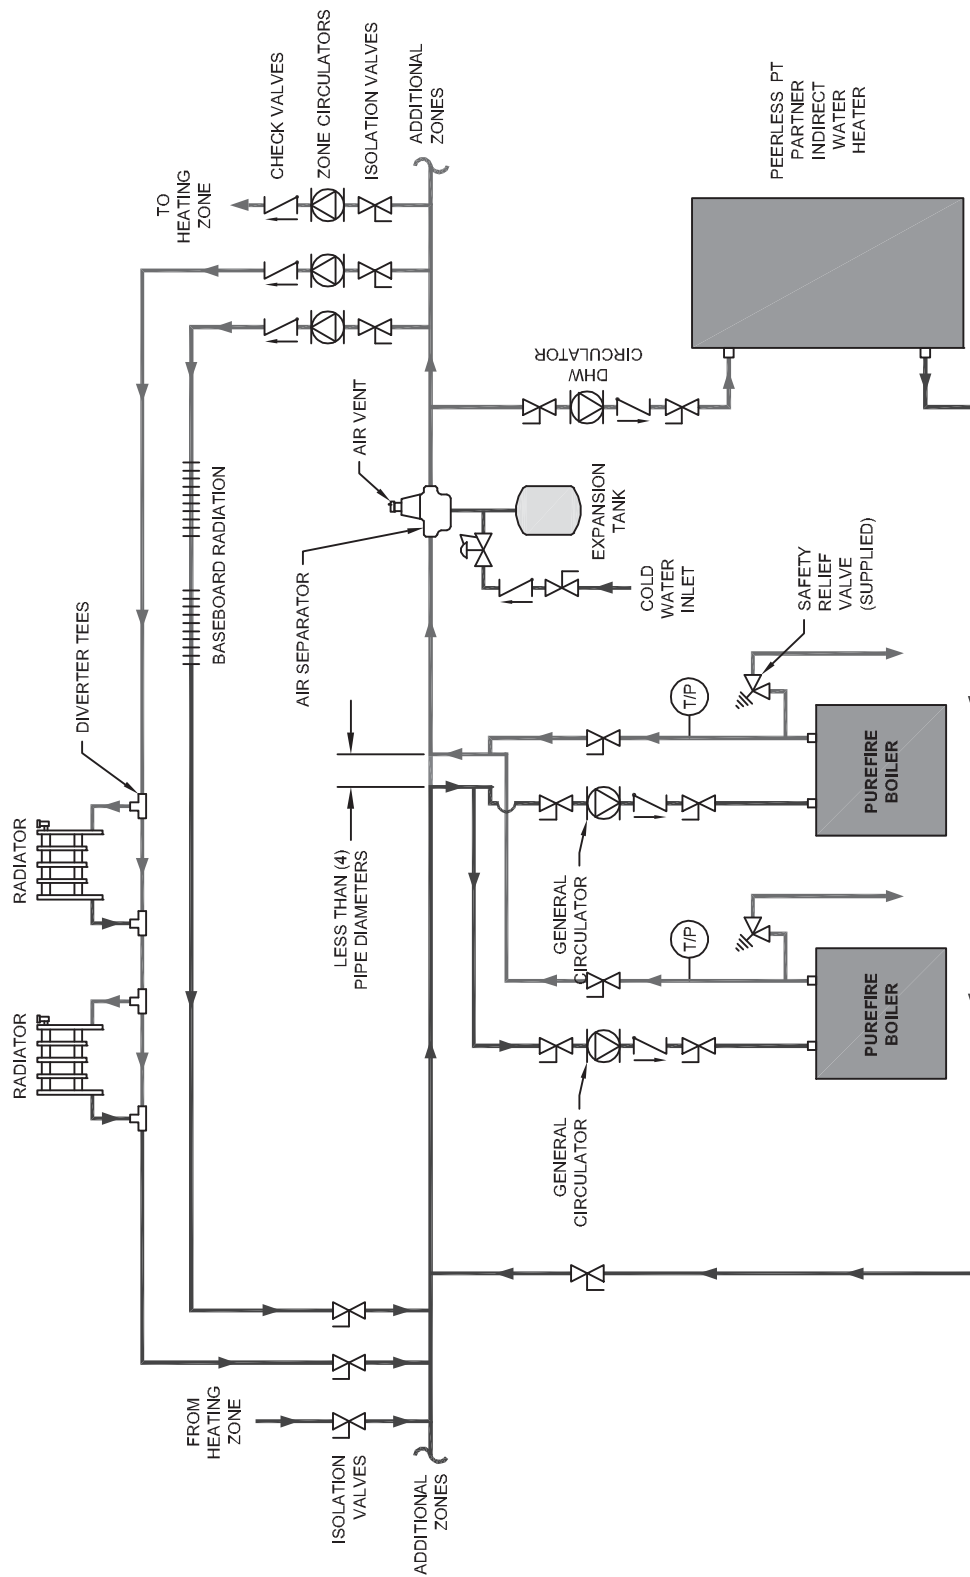 RADIATOR
RADIATOR
DIVERTER TEES
BASEBOARD RADIATION
TO
HEATING
ZONE
CHECK VALVES
ZONE CIRCULATORS
ISOLATION VALVES
ADDITIONAL
ZONES
FROM
HEATING
ZONE
ISOLATION
VALVES
ADDITIONAL
ZONES
LESS THAN (4)
PIPE DIAMETERS
AIR SEPARATOR
AIR VENT
EXPANSION
TANK
COLD
WATER
INLET
DHW
CIRCULATOR
PEERLESS PT
PARTNER
INDIRECT
WATER
HEATER
GENERAL
CIRCULATOR
GENERAL
CIRCULATOR
T/P
T/P
SAFETY
RELIEF
VALVE
(SUPPLIED)
PUREFIRE
BOILER
PUREFIRE
BOILER